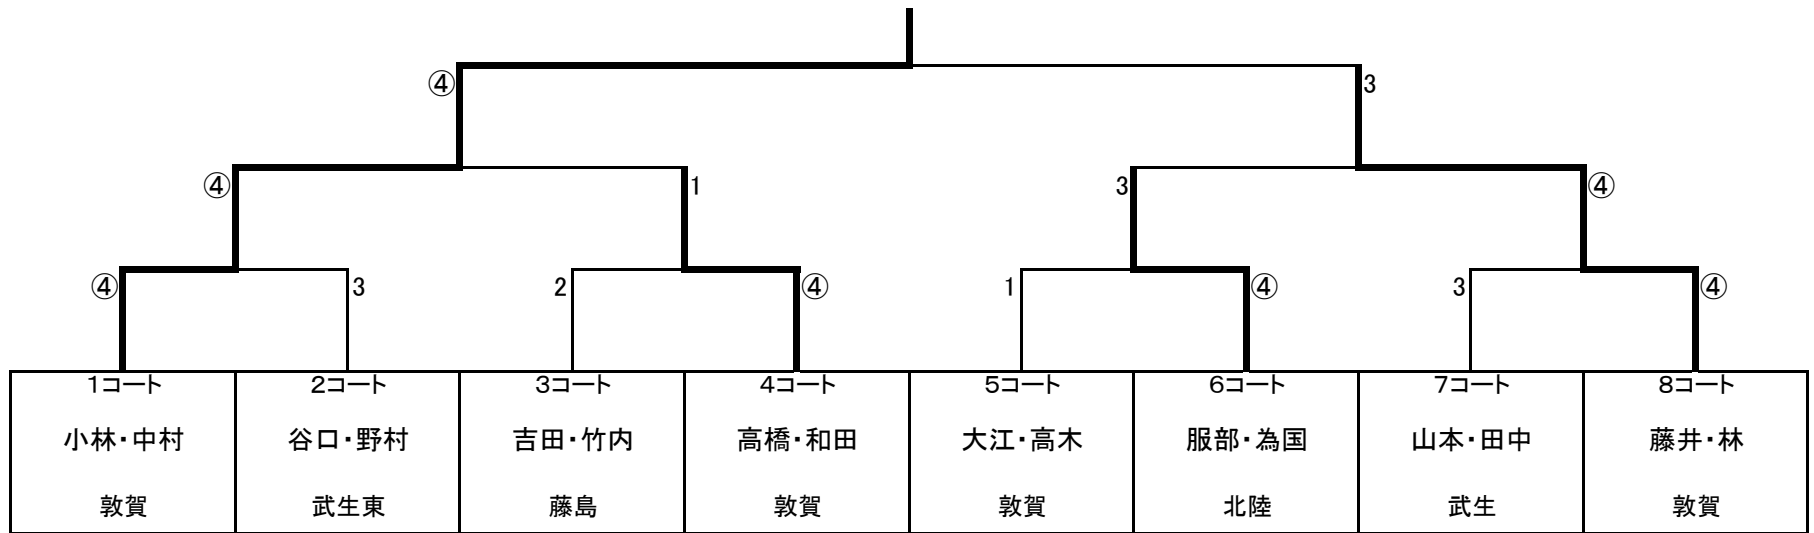 ④ 3
④ 1 3 ④
④ 3 2 ④ 1 ④ 3 ④
1コート 2コート 3コート 4コート 5コート 6コート 7コート 8コート
小林・中村 谷口・野村 吉田・竹内 高橋・和田 大江・高木 服部・為国 山本・田中 藤井・林
敦賀 武生東 藤島 敦賀 敦賀 北陸 武生 敦賀